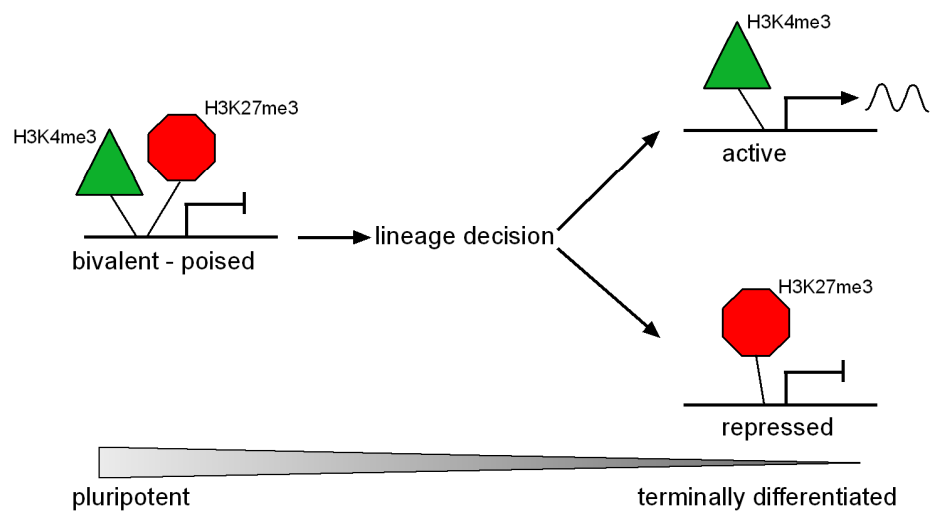 H3K4me3
H3K27me3
bivalent - poised
lineage decision
H3K4me3
active
H3K27me3
repressed
pluripotent
terminally differentiated